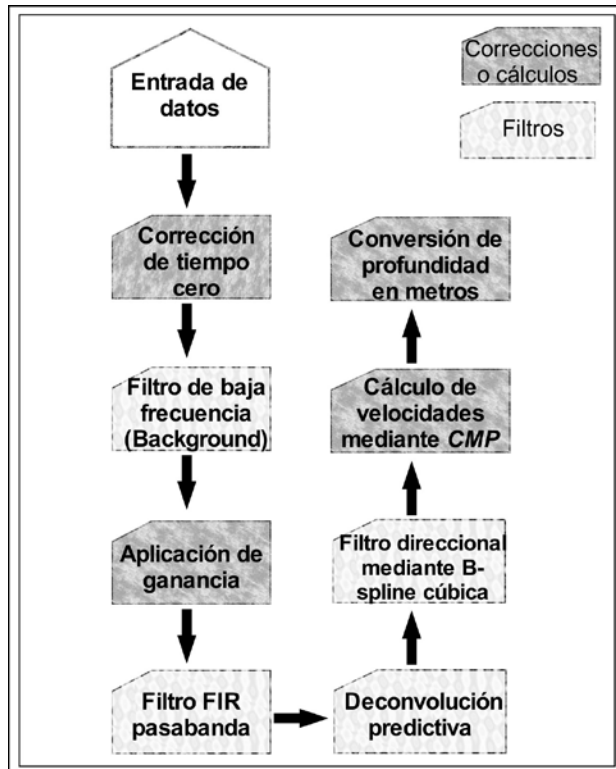 Entrada de
datos
Correcciones
o cálculos
Filtros
Corrección
de tiempo
cero
Filtro de baja
frecuencia
(Background)
Aplicación de
ganancia
Filtro FIR
pasabanda
Deconvolución
predictiva
Filtro direccional
mediante B-
spline cúbica
Cálculo de
velocidades
mediante CMP
Conversión de
profundidad
en metros